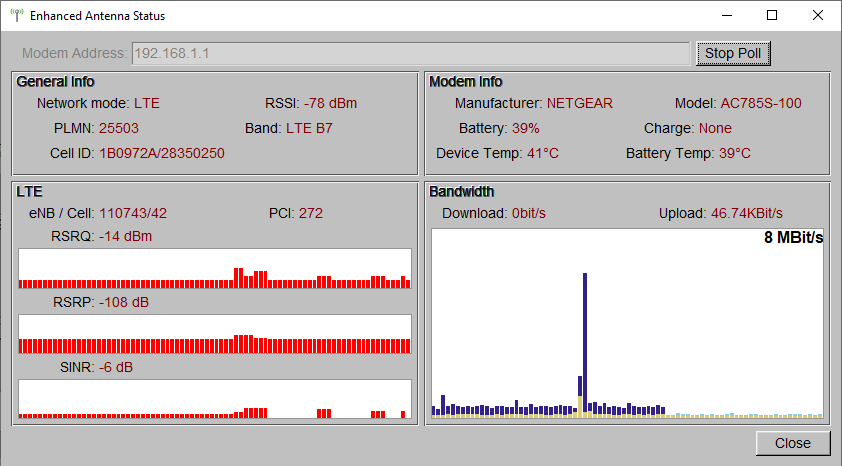 Enhanced Antenna Status
Modem Address: 192.168.1.1 Stop Poll
General Info
Network mode: LTE RSSI: -78 dBm
PLMN: 25503 Band: LTE B7
Cell ID: 1B0972A/28350250
Modem Info
Manufacturer: NETGEAR Model: AC785S-100
Battery: 39% Charge: None
Device Temp: 41°C Battery Temp: 39°C
LTE
eNB / Cell: 110743/42 PCI: 272
RSRQ: -14 dBm
RSRP: -108 dB
SINR: -6 dB
Bandwidth
Download: 0bit/s Upload: 46.74KBit/s
8 MBit/s
Close